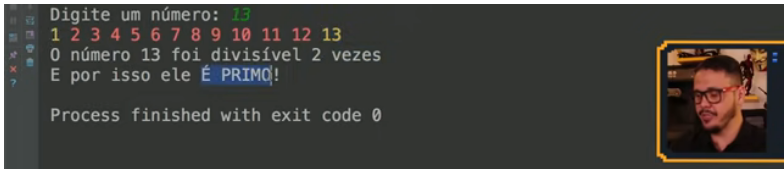 Digite um número: 13
1 2 3 4 5 6 7 8 9 10 11 12 13
O número 13 foi divisível 2 vezes
E por isso ele É PRIMO!
Process finished with exit code 0